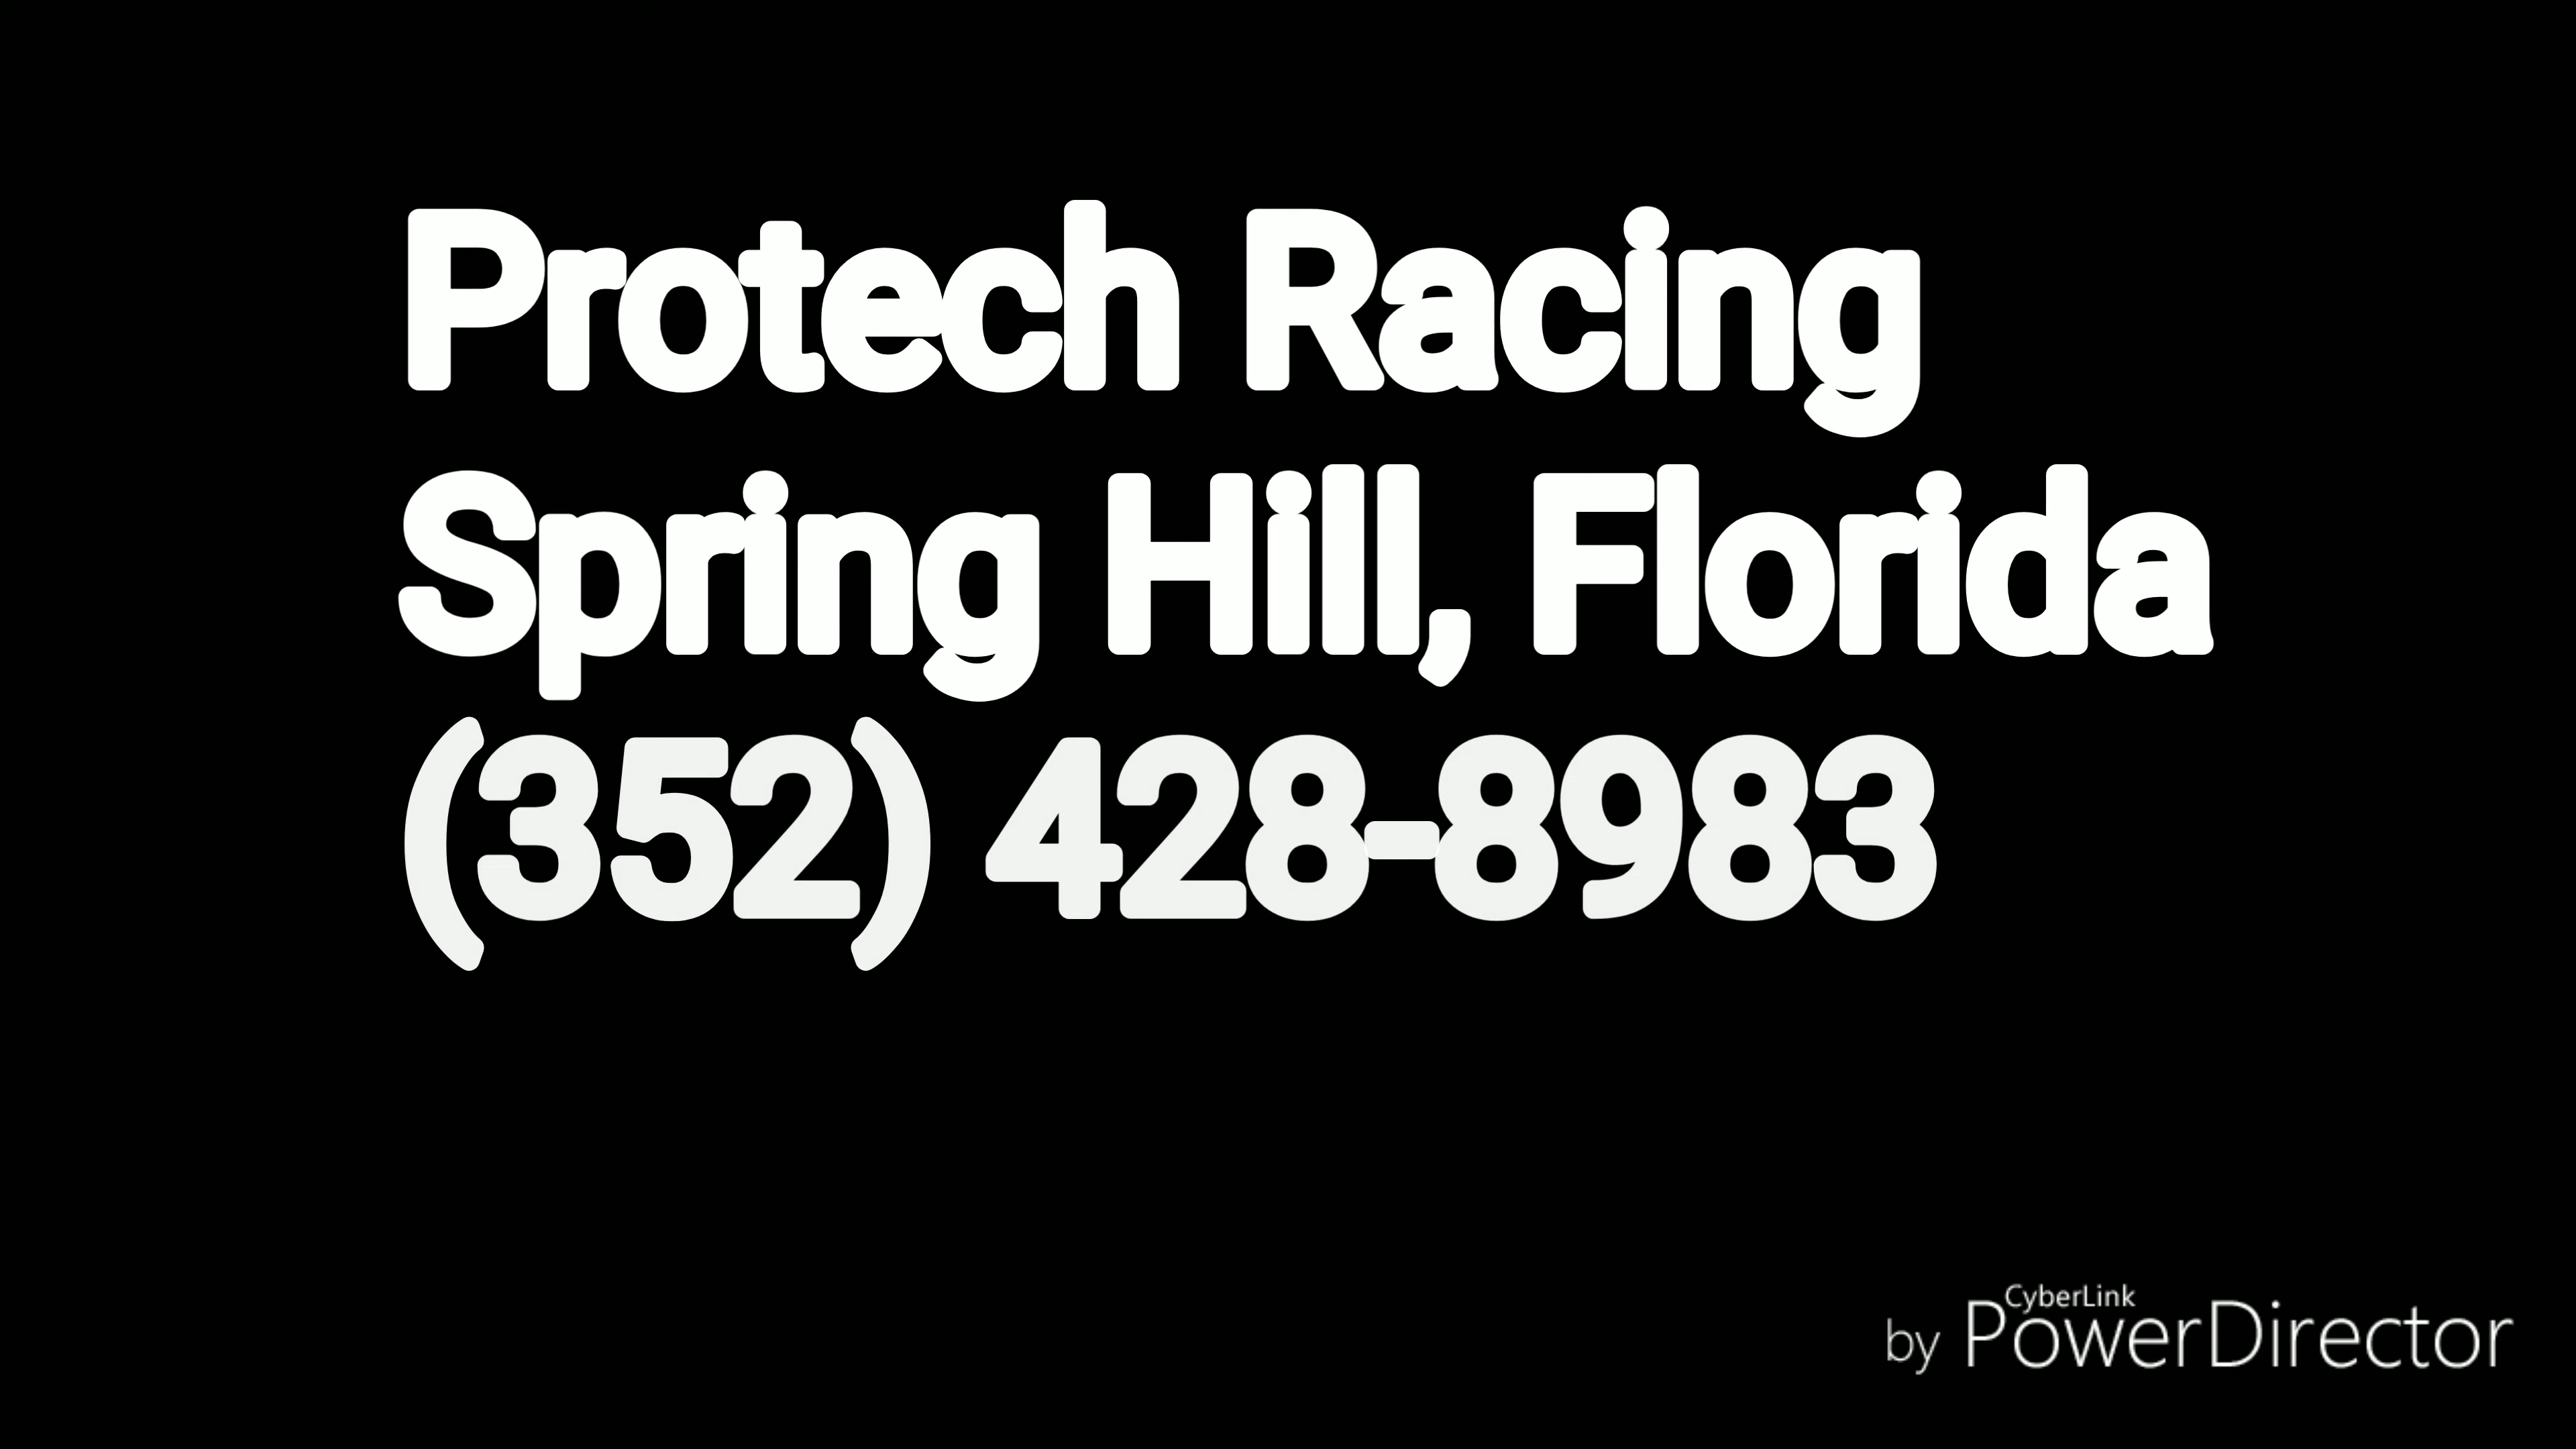 Protech Racing
Spring Hill, Florida
(352) 428-8983
by CyberLink PowerDirector